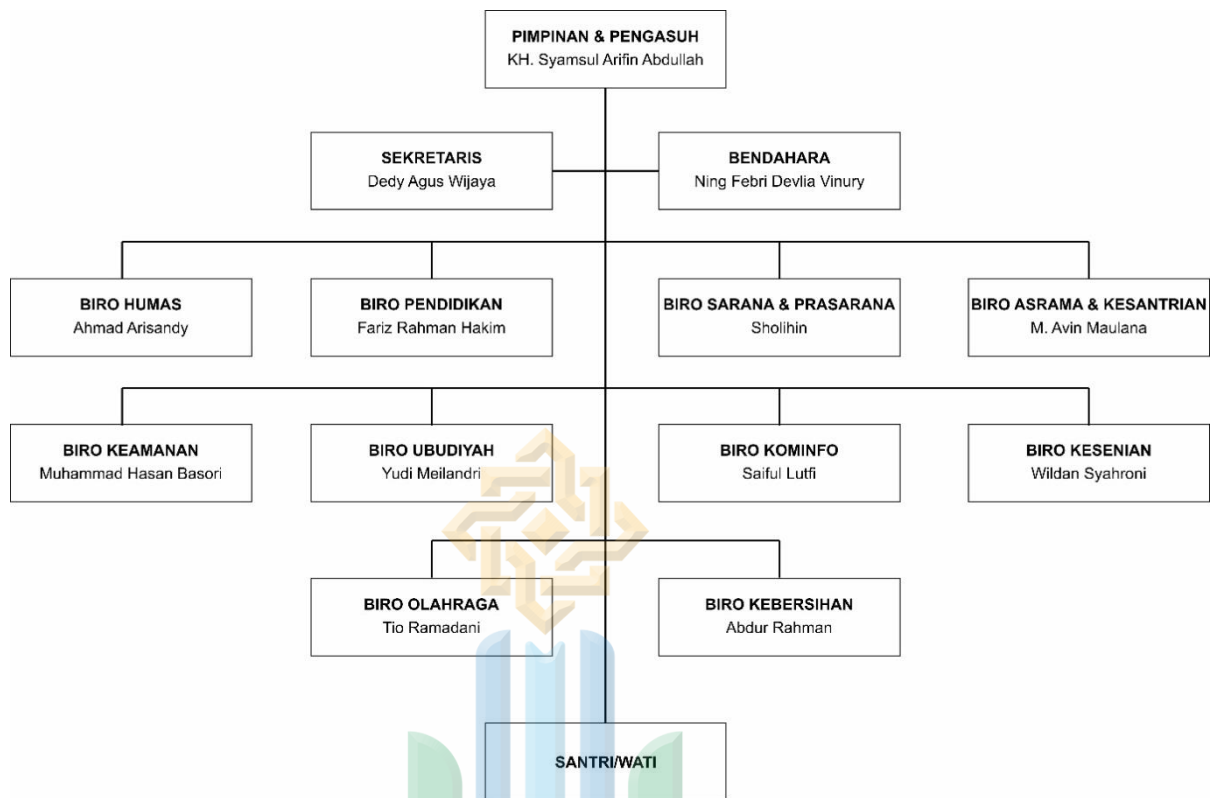 PIMPINAN & PENGASUH
KH. Syamsul Arifin Abdullah
SEKRETARIS
Dedy Agus Wijaya
BENDAHARA
Ning Febri Devlia Vinury
BIRO HUMAS
Ahmad Arisandy
BIRO PENDIDIKAN
Fariz Rahman Hakim
BIRO SARANA & PRASARANA
Sholihin
BIRO ASRAMA & KESANTRIAN
M. Avin Maulana
BIRO KEAMANAN
Muhammad Hasan Basori
BIRO UBUDIYAH
Yudi Meilandri
BIRO KOMINFO
Saiful Lutfi
BIRO KESENIAN
Wildan Syahroni
BIRO OLAHRAGA
Tio Ramadani
BIRO KEBERSIHAN
Abdur Rahman
SANTRI/WATI